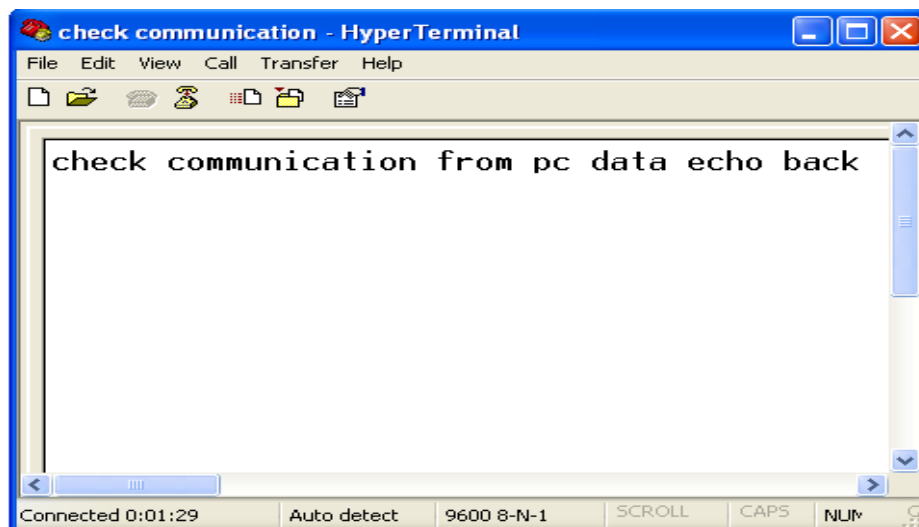 check communication - HyperTerminal
File Edit View Call Transfer Help
check communication from pc data echo back
Connected 0:01:29 Auto detect 9600 8-N-1 SCROLL CAPS NUM